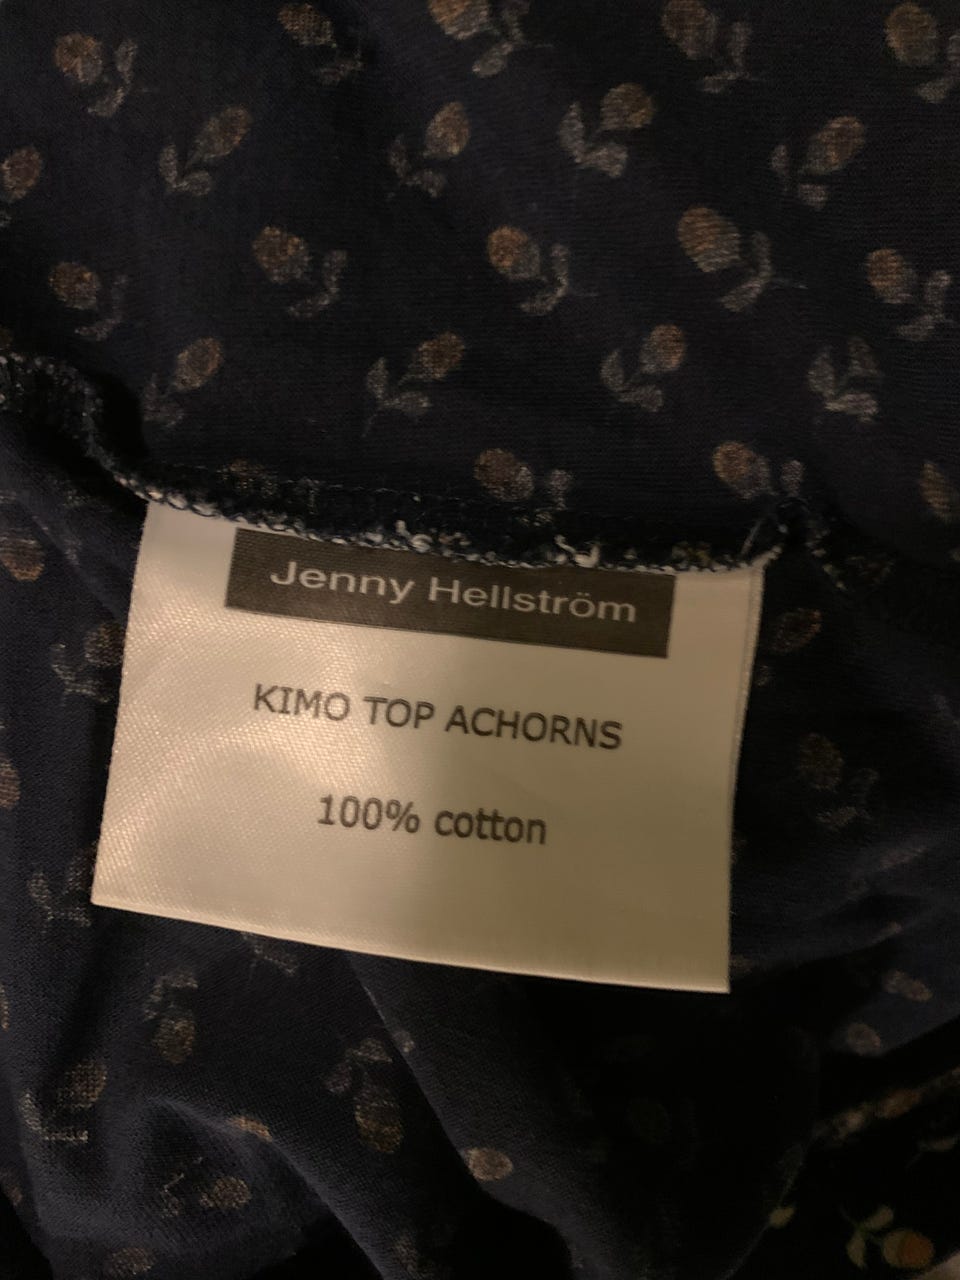 Jenny Hellström
KIMO TOP ACHORNS
100% cotton